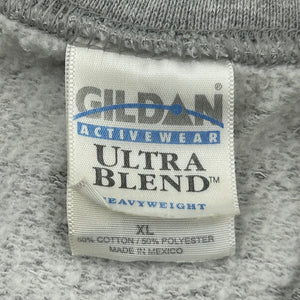 GILDAN®
ACTIVEWEAR
ULTRA
BLEND™
HEAVYWEIGHT
XL
50% COTTON / 50% POLYESTER
MADE IN MEXICO